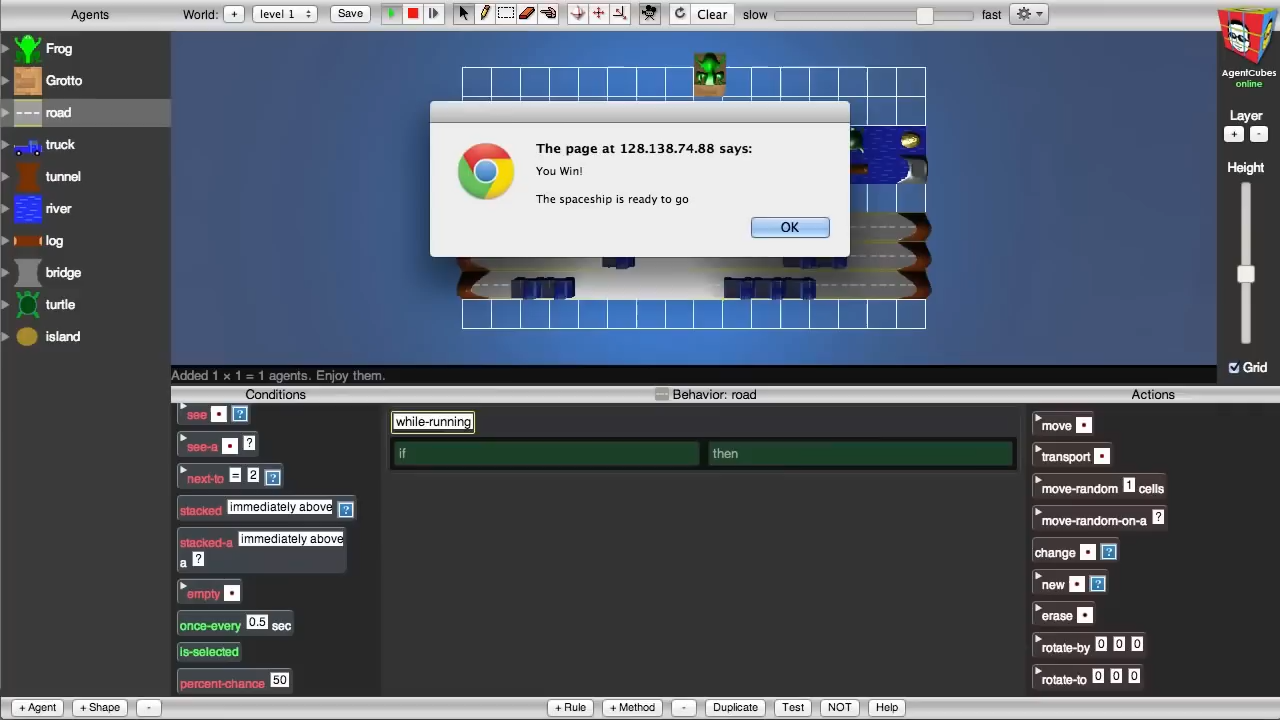 Agents
World: + level 1 Save Clear slow fast
Frog
Grotto
road
truck
tunnel
river
log
bridge
turtle
island
The page at 128.138.74.88 says:
You Win!
The spaceship is ready to go
OK
AgentCubes
online
Layer
+ -
Height
Grid
Added 1 × 1 = 1 agents. Enjoy them.
Conditions
see ?
see-a ?
next-to = 2 ?
stacked immediately above ?
stacked-a immediately above
a ?
empty
once-every 0.5 sec
is-selected
percent-chance 50
Behavior: road
while-running
if then
Actions
move
transport
move-random 1 cells
move-random-on-a ?
change ?
new ?
erase
rotate-by 0 0 0
rotate-to 0 0 0
+ Agent + Shape - + Rule + Method - Duplicate Test NOT Help